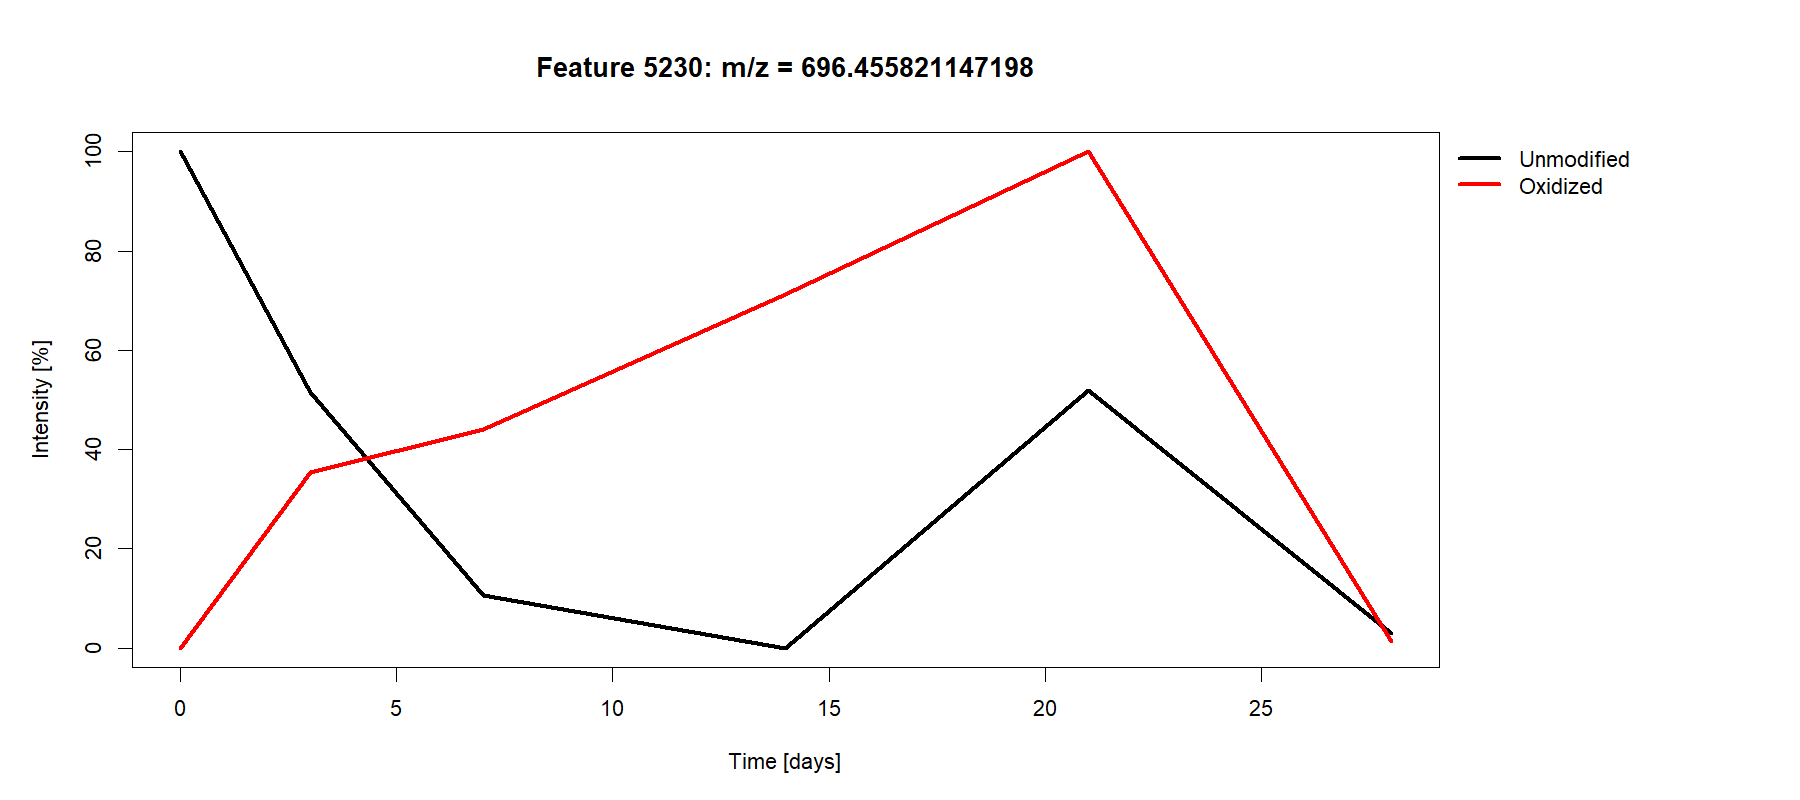 Feature 5230: m/z = 696.455821147198
Unmodified
Oxidized
Intensity [%]
100
80
60
40
20
0
0 5 10 15 20 25
Time [days]